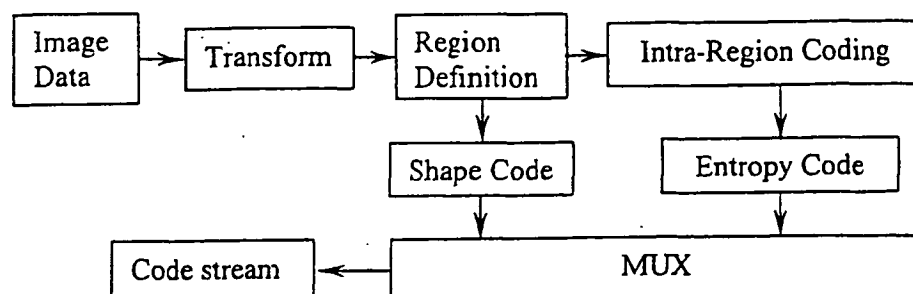 Image
Data
Transform
Region
Definition
Intra-Region Coding
Shape Code
Entropy Code
Code stream
MUX